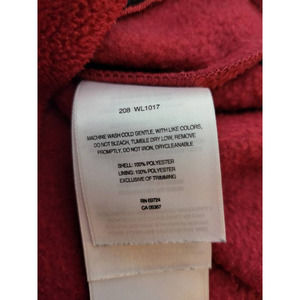 208 WL1017
MACHINE WASH COLD GENTLE, WITH LIKE COLORS,
DO NOT BLEACH, TUMBLE DRY LOW, REMOVE
PROMPTLY, DO NOT IRON, DRYCLEANABLE
SHELL: 100% POLYESTER
LINING: 100% POLYESTER
EXCLUSIVE OF TRIMMING
RN 69724
CA 05367